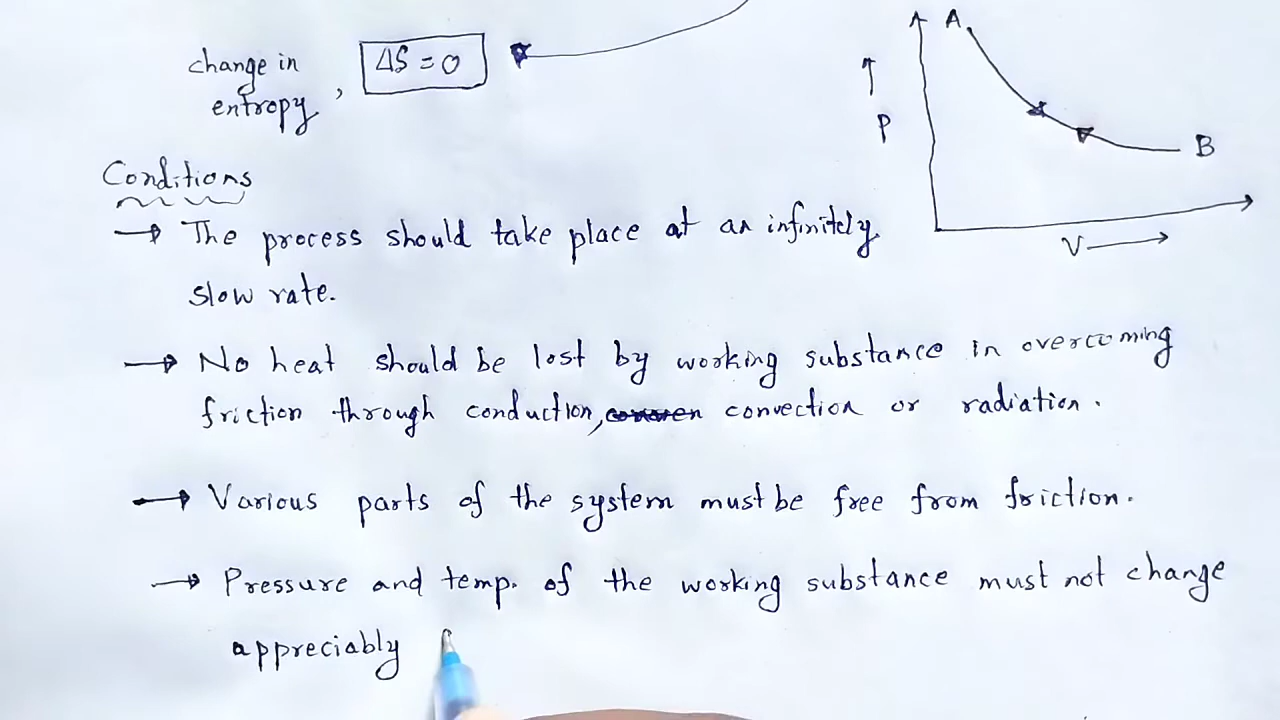 change in
entropy, ΔS = 0
A
P
B
V
Conditions
→ The process should take place at an infinitely
slow rate.
→ No heat should be lost by working substance in overcoming
friction through conduction, convection or radiation.
→ Various parts of the system must be free from friction.
→ Pressure and temp. of the working substance must not change
appreciably